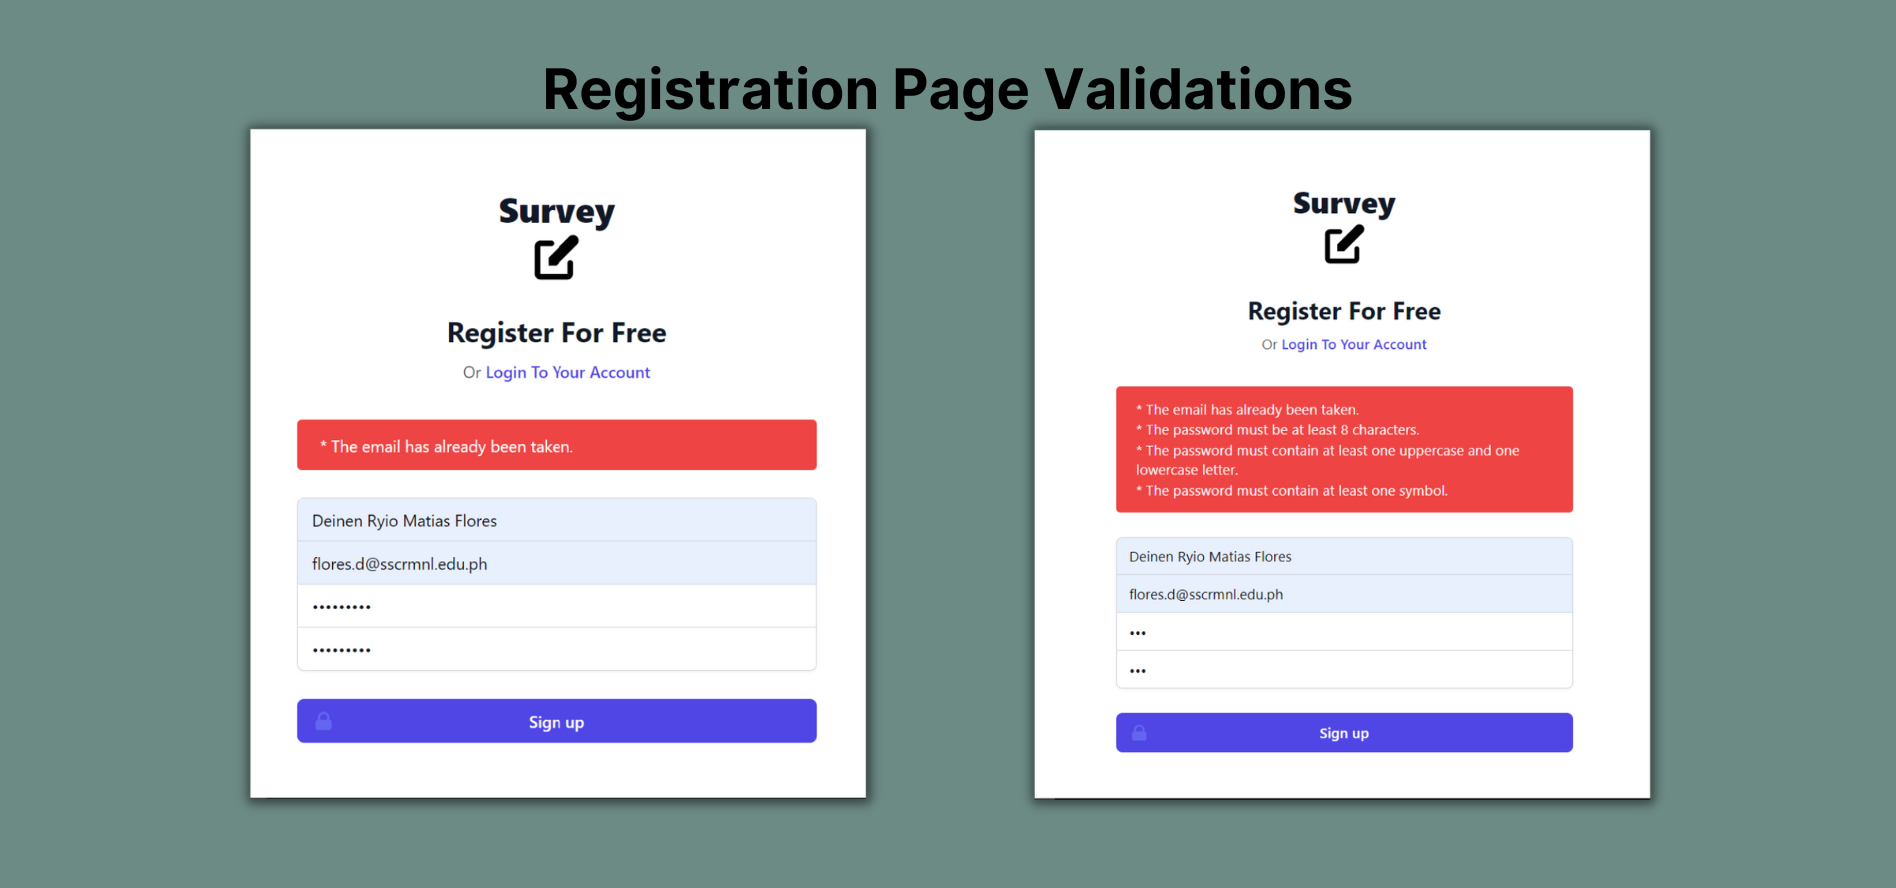 Registration Page Validations
Survey
Register For Free
Or Login To Your Account
* The email has already been taken.
Deinen Ryio Matias Flores
flores.d@sscrmnl.edu.ph
•••••••••
•••••••••
Sign up
Survey
Register For Free
Or Login To Your Account
* The email has already been taken.
* The password must be at least 8 characters.
* The password must contain at least one uppercase and one
lowercase letter.
* The password must contain at least one symbol.
Deinen Ryio Matias Flores
flores.d@sscrmnl.edu.ph
•••
•••
Sign up